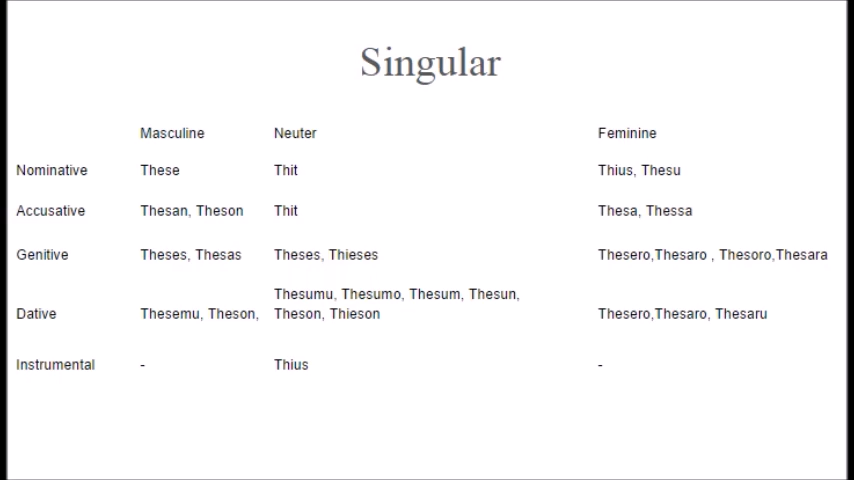 Singular
Masculine Neuter Feminine
Nominative These Thit Thius, Thesu
Accusative Thesan, Theson Thit Thesa, Thessa
Genitive Theses, Thesas Theses, Thieses Thesero,Thesaro , Thesoro,Thesara
Thesumu, Thesumo, Thesum, Thesun,
Dative Thesemu, Theson, Theson, Thieson Thesero,Thesaro, Thesaru
Instrumental - Thius -